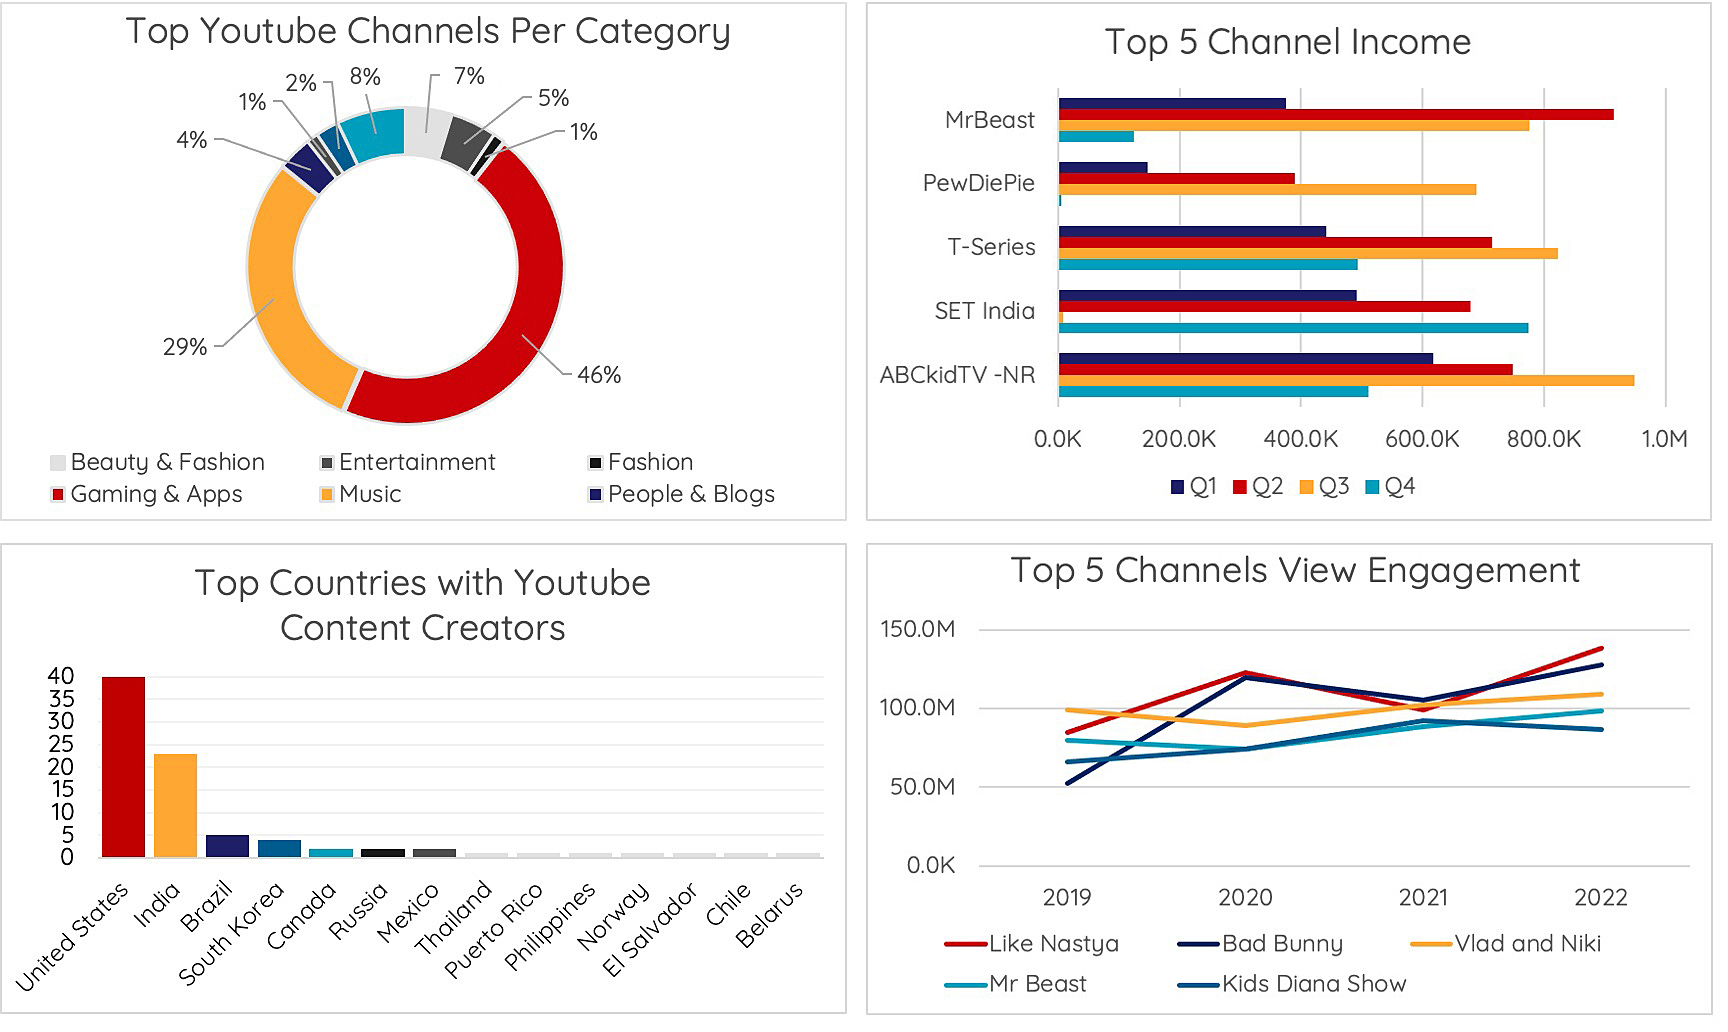 Top Youtube Channels Per Category
2% 8% 7%
1% 5%
4% 1%
29%
46%
Beauty & Fashion Entertainment Fashion
Gaming & Apps Music People & Blogs
Top 5 Channel Income
MrBeast
PewDiePie
T-Series
SET India
ABCkidTV -NR
0.0K 200.0K 400.0K 600.0K 800.0K 1.0M
Q1 Q2 Q3 Q4
Top Countries with Youtube
Content Creators
40
35
30
25
20
15
10
5
0
United States
India
Brazil
South Korea
Canada
Russia
Mexico
Thailand
Puerto Rico
Philippines
Norway
El Salvador
Chile
Belarus
Top 5 Channels View Engagement
150.0M
100.0M
50.0M
0.0K
2019 2020 2021 2022
Like Nastya Bad Bunny Vlad and Niki
Mr Beast Kids Diana Show